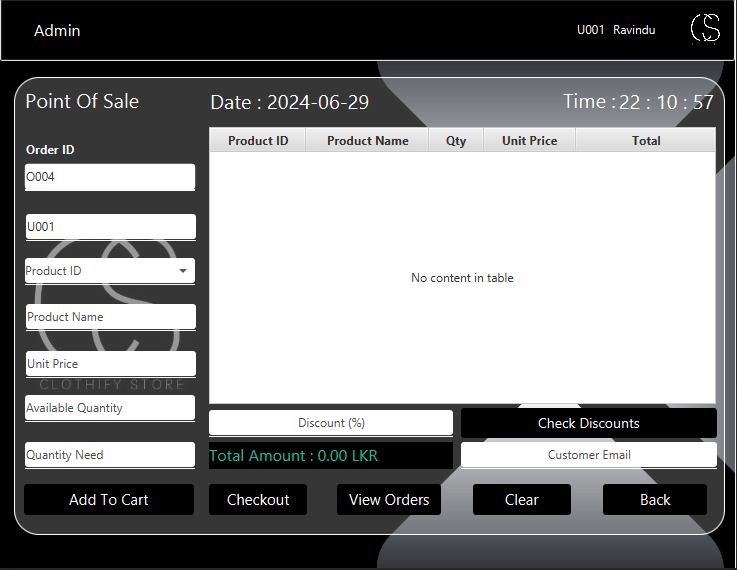 Admin
U001 Ravindu
CS
Point Of Sale
Date : 2024-06-29
Time : 22 : 10 : 57
Product ID Product Name Qty Unit Price Total
Order ID
O004
U001
Product ID
No content in table
Product Name
Unit Price
CLOTHIFY STORE
Available Quantity
Discount (%)
Check Discounts
Quantity Need
Total Amount : 0.00 LKR
Customer Email
Add To Cart
Checkout
View Orders
Clear
Back